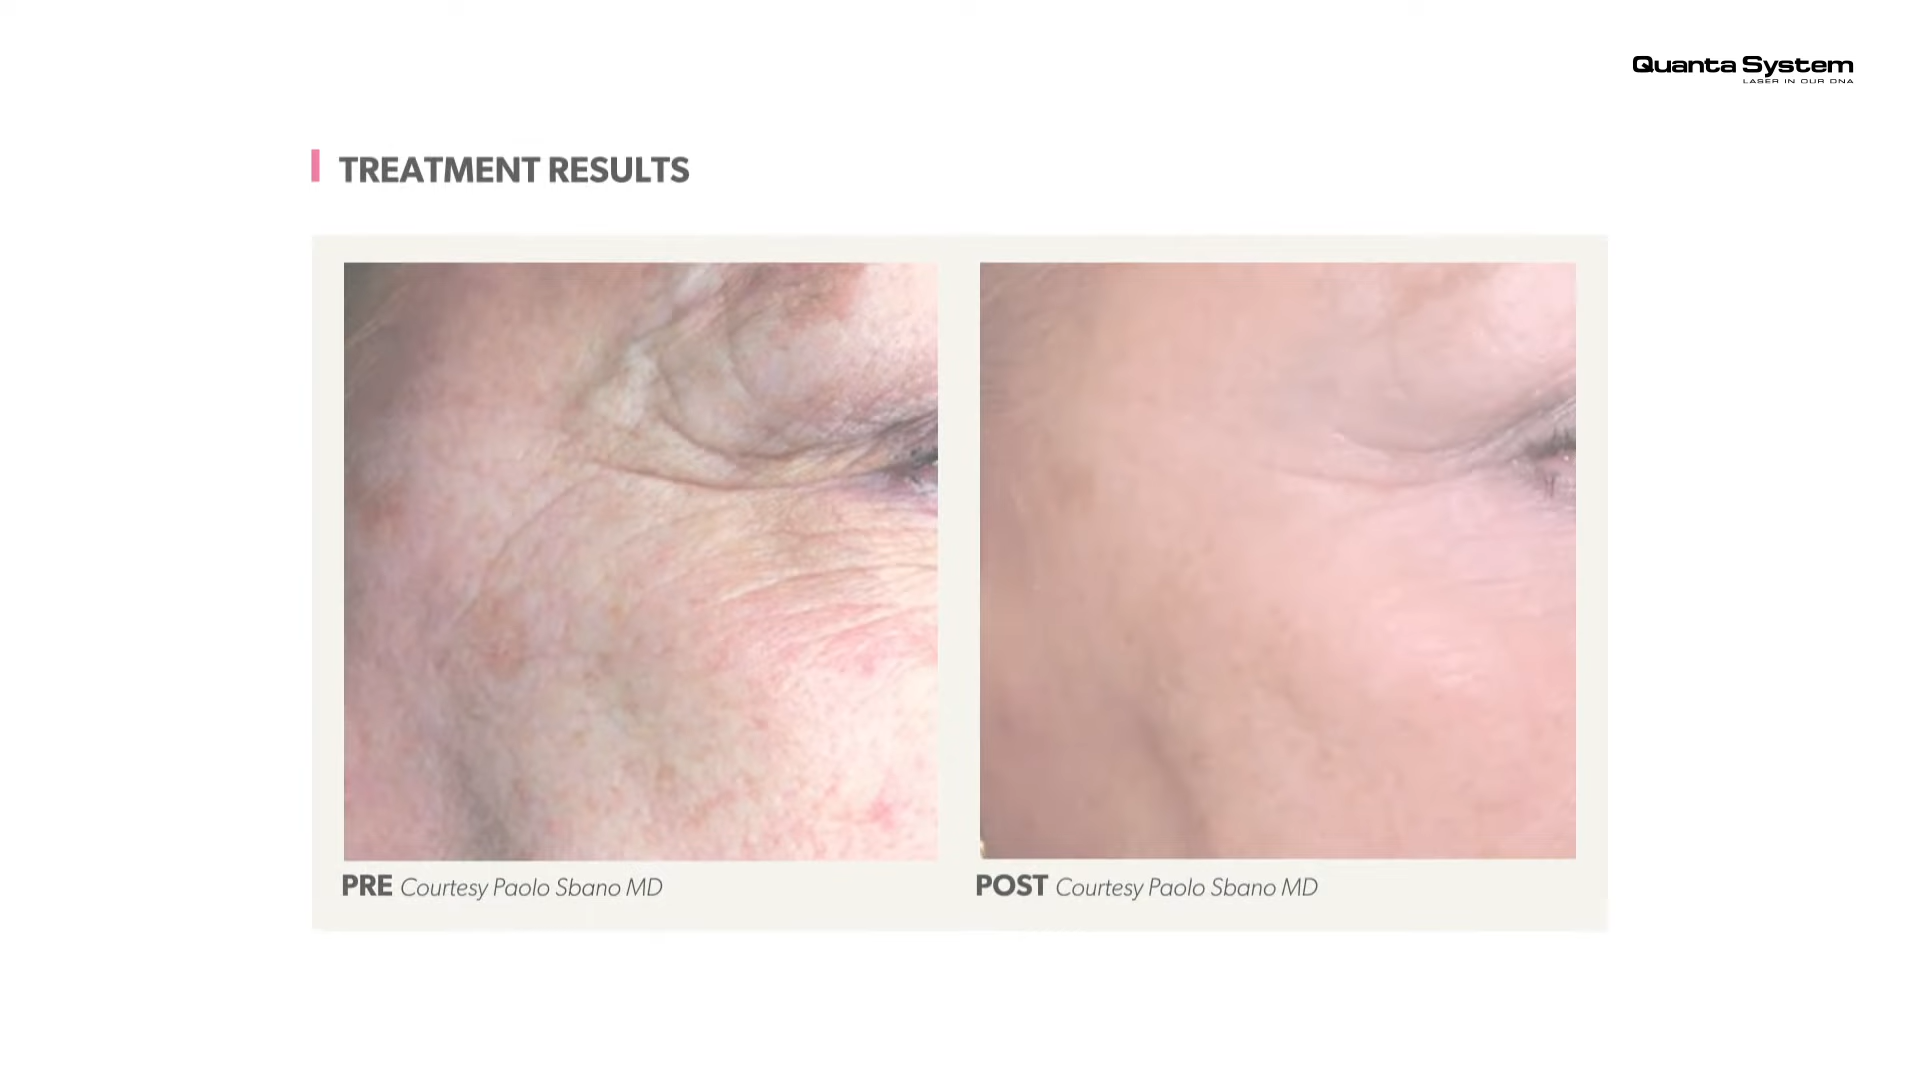 Quanta System
LASER IN OUR DNA
TREATMENT RESULTS
PRE Courtesy Paolo Sbano MD
POST Courtesy Paolo Sbano MD